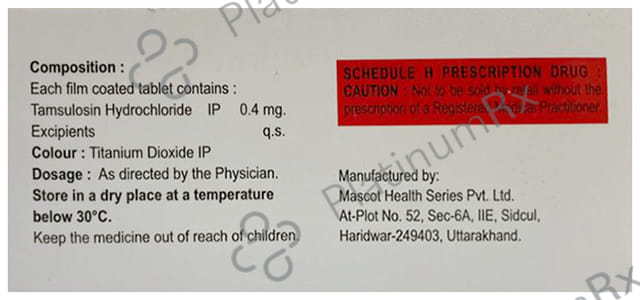 Composition :
Each film coated tablet contains :
Tamsulosin Hydrochloride IP 0.4 mg.
Excipients q.s.
Colour : Titanium Dioxide IP
Dosage : As directed by the Physician.
Store in a dry place at a temperature
below 30°C.
Keep the medicine out of reach of children.
SCHEDULE H PRESCRIPTION DRUG :
CAUTION : Not to be sold by retail without the
prescription of a Registered Medical Practitioner.
Manufactured by:
Mascot Health Series Pvt. Ltd.
At-Plot No. 52, Sec-6A, IIE, Sidcul,
Haridwar-249403, Uttarakhand.
PlatinumRx
PlatinumRx